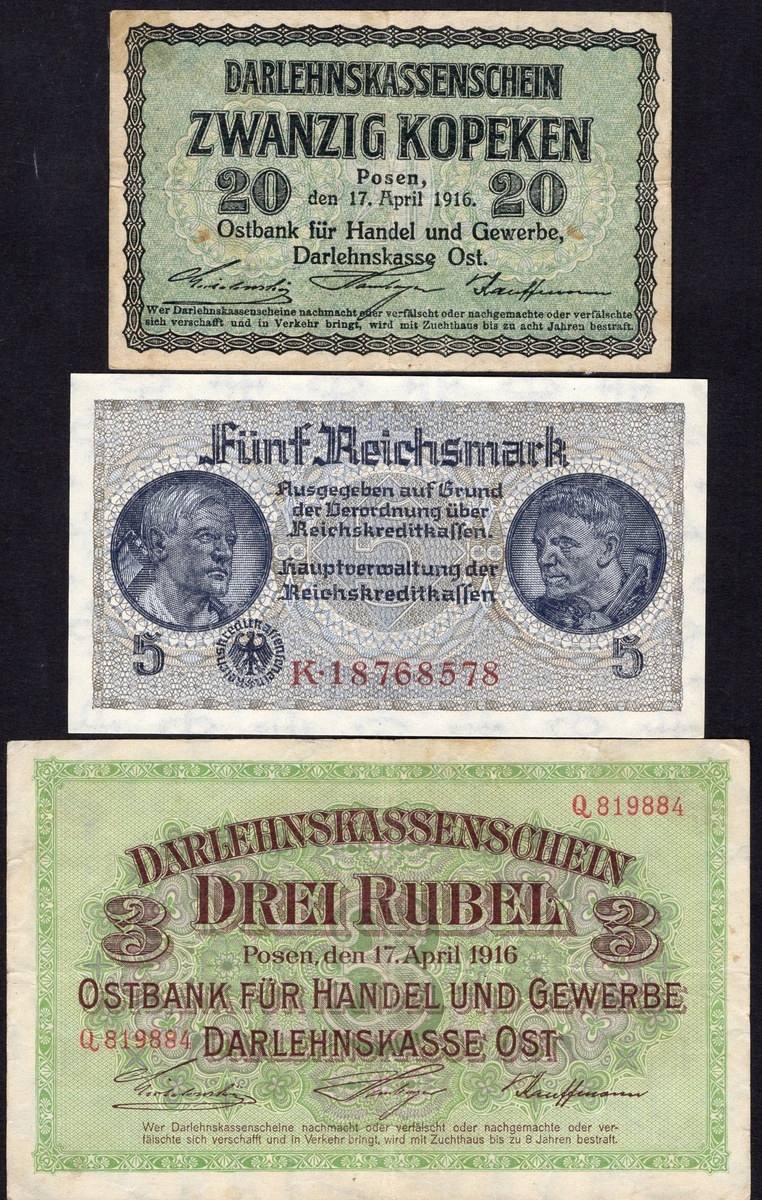 DARLEHNSKASSENSCHEIN
ZWANZIG KOPEKEN
20 Posen, 20
den 17. April 1916.
Ostbank für Handel und Gewerbe,
Darlehnskasse Ost.
Kauffmann
Wer Darlehnskassenscheine nachmacht oder verfälscht oder nachgemachte oder verfälschte
sich verschafft und in Verkehr bringt, wird mit Zuchthaus bis zu acht Jahren bestraft.
Fünf Reichsmark
Ausgegeben auf Grund
der Verordnung über
Reichskreditkassen.
5
Hauptverwaltung der
Reichskreditkassen
5 K·18768578 5
Q.819884
DARLEHNSKASSENSCHEIN
3 DREI RUBEL 3
Posen, den 17. April 1916
OSTBANK FÜR HANDEL UND GEWERBE
Q.819884 DARLEHNSKASSE OST
Kauffmann
Wer Darlehnskassenscheine nachmacht oder verfälscht oder nachgemachte oder ver-
fälschte sich verschafft und in Verkehr bringt, wird mit Zuchthaus bis zu 8 Jahren bestraft.